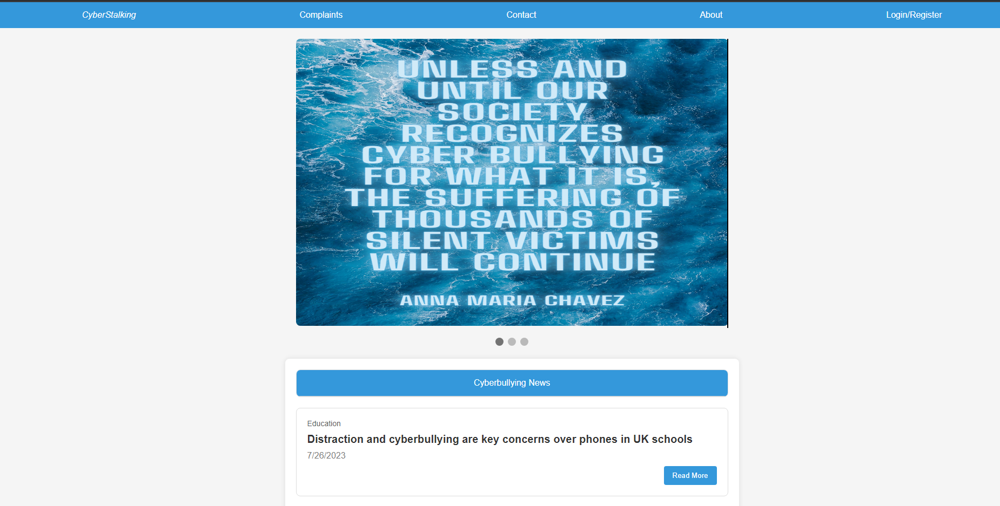 CyberStalking
Complaints
Contact
About
Login/Register
UNLESS AND
UNTIL OUR
SOCIETY
RECOGNIZES
CYBER BULLYING
FOR WHAT IT IS,
THE SUFFERING OF
THOUSANDS OF
SILENT VICTIMS
WILL CONTINUE
ANNA MARIA CHAVEZ
Cyberbullying News
Education
Distraction and cyberbullying are key concerns over phones in UK schools
7/26/2023
Read More